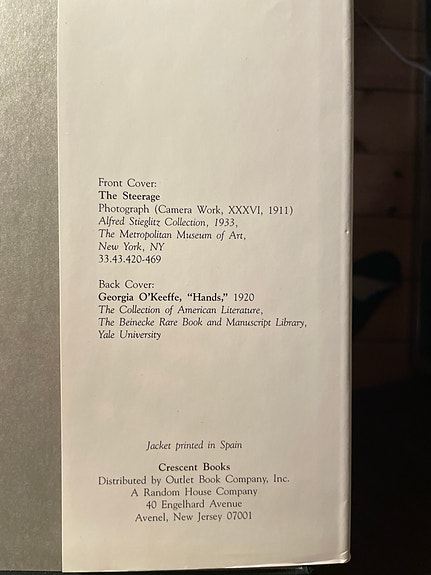 Front Cover:
The Steerage
Photograph (Camera Work, XXXVI, 1911)
Alfred Stieglitz Collection, 1933,
The Metropolitan Museum of Art,
New York, NY
33.43.420-469
Back Cover:
Georgia O'Keeffe, "Hands," 1920
The Collection of American Literature,
The Beinecke Rare Book and Manuscript Library,
Yale University
Jacket printed in Spain
Crescent Books
Distributed by Outlet Book Company, Inc.
A Random House Company
40 Engelhard Avenue
Avenel, New Jersey 07001